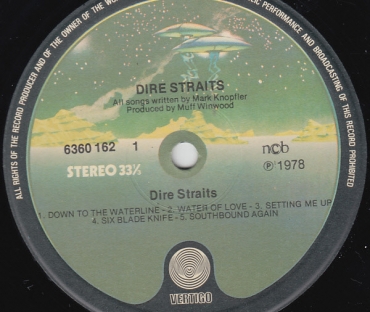 ALL RIGHTS OF THE RECORD PRODUCER AND OF THE OWNER OF THE
PERFORMANCE AND BROADCASTING OF THIS RECORD PROHIBITED
DIRE STRAITS
All songs written by Mark Knopfler
Produced by Muff Winwood
6360 162 1
ncb
STEREO 33⅓
Ⓟ 1978
Dire Straits
1. DOWN TO THE WATERLINE - 2. WATER OF LOVE - 3. SETTING ME UP
4. SIX BLADE KNIFE - 5. SOUTHBOUND AGAIN
VERTIGO